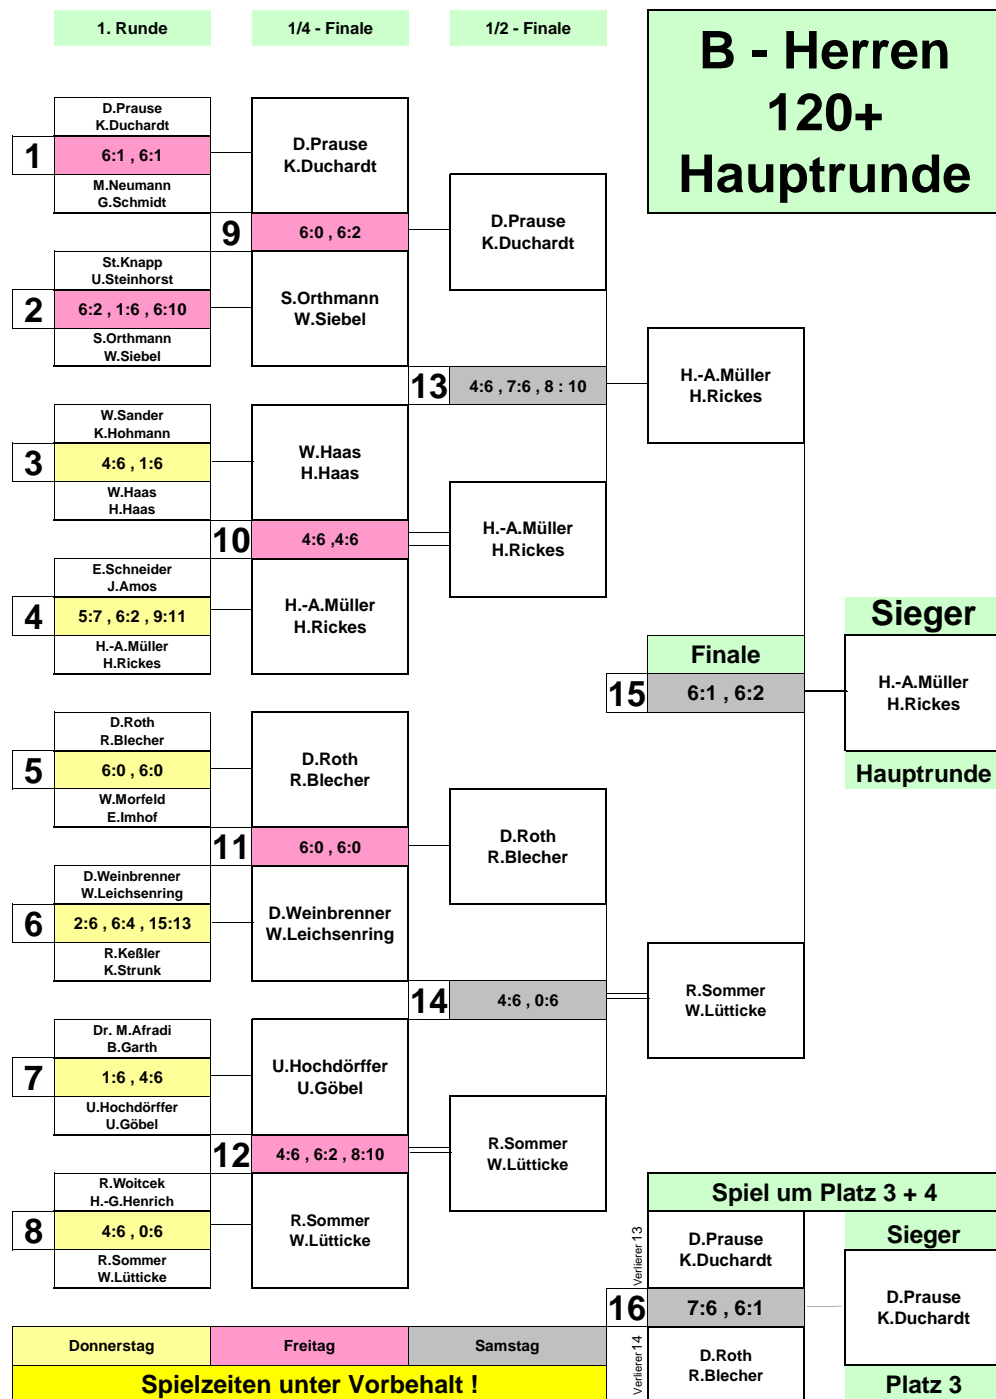 1. Runde
1/4 - Finale
1/2 - Finale
B - Herren
120+
Hauptrunde
D.Prause
K.Duchardt
1
6:1 , 6:1
M.Neumann
G.Schmidt
D.Prause
K.Duchardt
9
6:0 , 6:2
D.Prause
K.Duchardt
St.Knapp
U.Steinhorst
2
6:2 , 1:6 , 6:10
S.Orthmann
W.Siebel
S.Orthmann
W.Siebel
13
4:6 , 7:6 , 8 : 10
H.-A.Müller
H.Rickes
W.Sander
K.Hohmann
3
4:6 , 1:6
W.Haas
H.Haas
W.Haas
H.Haas
10
4:6 ,4:6
H.-A.Müller
H.Rickes
E.Schneider
J.Amos
4
5:7 , 6:2 , 9:11
H.-A.Müller
H.Rickes
H.-A.Müller
H.Rickes
Finale
15
6:1 , 6:2
Sieger
H.-A.Müller
H.Rickes
Hauptrunde
D.Roth
R.Blecher
5
6:0 , 6:0
W.Morfeld
E.Imhof
D.Roth
R.Blecher
11
6:0 , 6:0
D.Roth
R.Blecher
D.Weinbrenner
W.Leichsenring
6
2:6 , 6:4 , 15:13
R.Keßler
K.Strunk
D.Weinbrenner
W.Leichsenring
14
4:6 , 0:6
R.Sommer
W.Lütticke
Dr. M.Afradi
B.Garth
7
1:6 , 4:6
U.Hochdörffer
U.Göbel
U.Hochdörffer
U.Göbel
12
4:6 , 6:2 , 8:10
R.Sommer
W.Lütticke
R.Woitcek
H.-G.Henrich
8
4:6 , 0:6
R.Sommer
W.Lütticke
R.Sommer
W.Lütticke
Spiel um Platz 3 + 4
Verlierer 13
D.Prause
K.Duchardt
16
7:6 , 6:1
Verlierer 14
D.Roth
R.Blecher
Sieger
D.Prause
K.Duchardt
Platz 3
Donnerstag
Freitag
Samstag
Spielzeiten unter Vorbehalt !